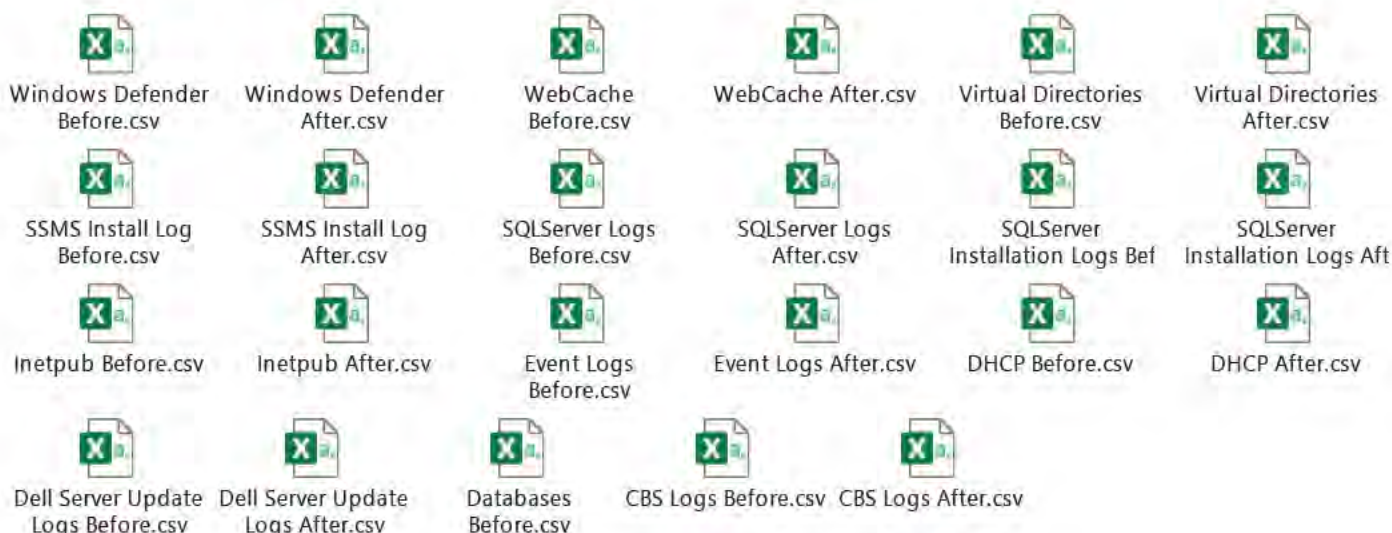 Windows Defender Before.csv
Windows Defender After.csv
WebCache Before.csv
WebCache After.csv
Virtual Directories Before.csv
Virtual Directories After.csv
SSMS Install Log Before.csv
SSMS Install Log After.csv
SQLServer Logs Before.csv
SQLServer Logs After.csv
SQLServer Installation Logs Bef
SQLServer Installation Logs Aft
Inetpub Before.csv
Inetpub After.csv
Event Logs Before.csv
Event Logs After.csv
DHCP Before.csv
DHCP After.csv
Dell Server Update Logs Before.csv
Dell Server Update Logs After.csv
Databases Before.csv
CBS Logs Before.csv
CBS Logs After.csv